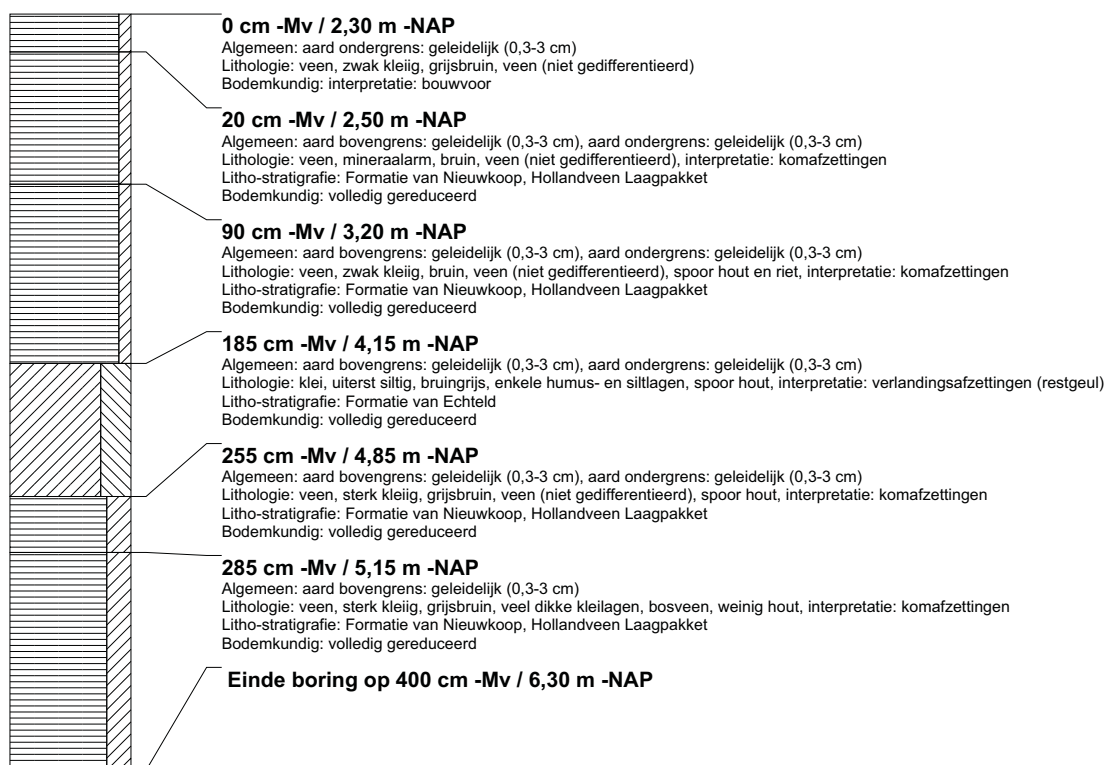 0 cm -Mv / 2,30 m -NAP
Algemeen: aard ondergrens: geleidelijk (0,3-3 cm)
Lithologie: veen, zwak kleiig, grijsbruin, veen (niet gedifferentieerd)
Bodemkundig: interpretatie: bouwvoor
20 cm -Mv / 2,50 m -NAP
Algemeen: aard bovengrens: geleidelijk (0,3-3 cm), aard ondergrens: geleidelijk (0,3-3 cm)
Lithologie: veen, mineraalarm, bruin, veen (niet gedifferentieerd), interpretatie: komafzettingen
Litho-stratigrafie: Formatie van Nieuwkoop, Hollandveen Laagpakket
Bodemkundig: volledig gereduceerd
90 cm -Mv / 3,20 m -NAP
Algemeen: aard bovengrens: geleidelijk (0,3-3 cm), aard ondergrens: geleidelijk (0,3-3 cm)
Lithologie: veen, zwak kleiig, bruin, veen (niet gedifferentieerd), spoor hout en riet, interpretatie: komafzettingen
Litho-stratigrafie: Formatie van Nieuwkoop, Hollandveen Laagpakket
Bodemkundig: volledig gereduceerd
185 cm -Mv / 4,15 m -NAP
Algemeen: aard bovengrens: geleidelijk (0,3-3 cm), aard ondergrens: geleidelijk (0,3-3 cm)
Lithologie: klei, uiterst siltig, bruingrijs, enkele humus- en siltlagen, spoor hout, interpretatie: verlandingsafzettingen (restgeul)
Litho-stratigrafie: Formatie van Echteld
Bodemkundig: volledig gereduceerd
255 cm -Mv / 4,85 m -NAP
Algemeen: aard bovengrens: geleidelijk (0,3-3 cm), aard ondergrens: geleidelijk (0,3-3 cm)
Lithologie: veen, sterk kleiig, grijsbruin, veen (niet gedifferentieerd), spoor hout, interpretatie: komafzettingen
Litho-stratigrafie: Formatie van Nieuwkoop, Hollandveen Laagpakket
Bodemkundig: volledig gereduceerd
285 cm -Mv / 5,15 m -NAP
Algemeen: aard bovengrens: geleidelijk (0,3-3 cm)
Lithologie: veen, sterk kleiig, grijsbruin, veel dikke kleilagen, bosveen, weinig hout, interpretatie: komafzettingen
Litho-stratigrafie: Formatie van Nieuwkoop, Hollandveen Laagpakket
Bodemkundig: volledig gereduceerd
Einde boring op 400 cm -Mv / 6,30 m -NAP